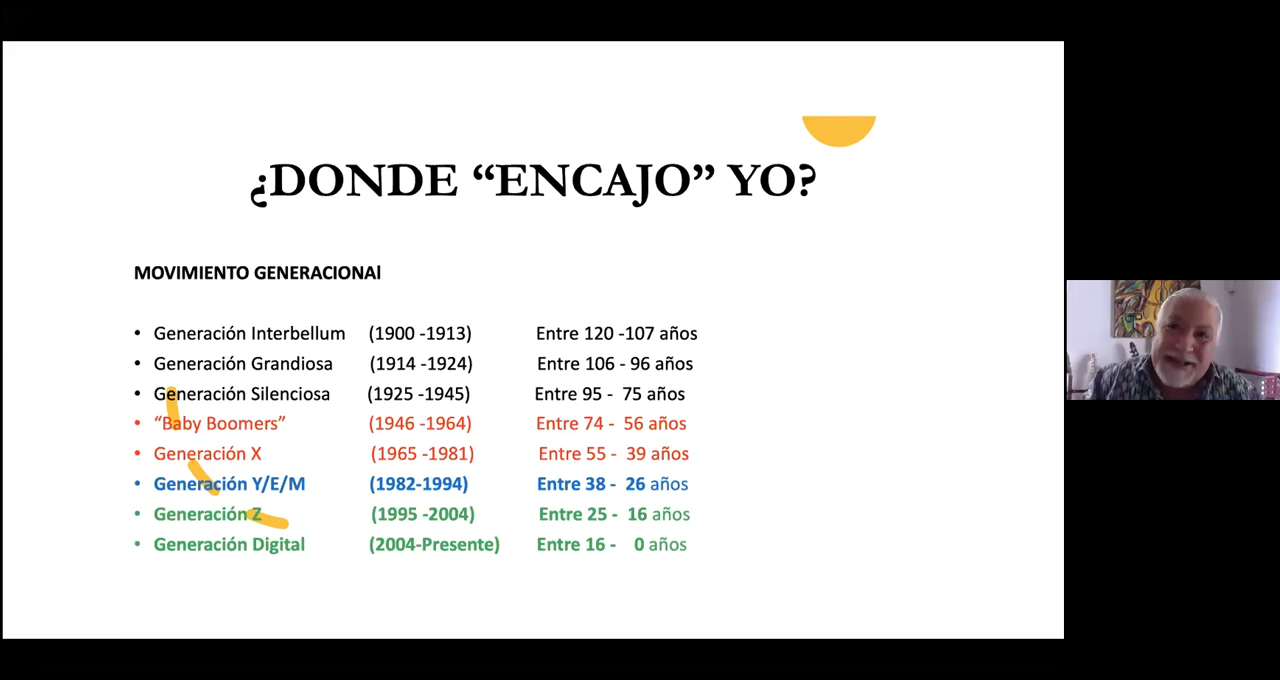 ¿DONDE “ENCAJO” YO?
MOVIMIENTO GENERACIONAl
• Generación Interbellum (1900 -1913) Entre 120 -107 años
• Generación Grandiosa (1914 -1924) Entre 106 - 96 años
• Generación Silenciosa (1925 -1945) Entre 95 - 75 años
• “Baby Boomers” (1946 -1964) Entre 74 - 56 años
• Generación X (1965 -1981) Entre 55 - 39 años
• Generación Y/E/M (1982-1994) Entre 38 - 26 años
• Generación Z (1995 -2004) Entre 25 - 16 años
• Generación Digital (2004-Presente) Entre 16 - 0 años